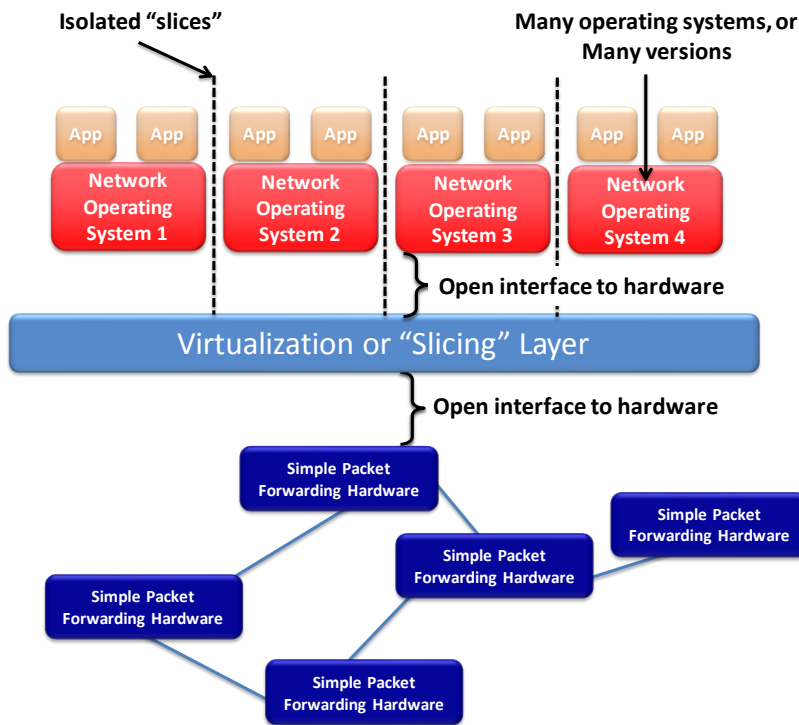 Isolated “slices”
Many operating systems, or
Many versions
App
App
App
App
App
App
App
App
Network
Operating
System 1
Network
Operating
System 2
Network
Operating
System 3
Network
Operating
System 4
Open interface to hardware
Virtualization or “Slicing” Layer
Open interface to hardware
Simple Packet
Forwarding Hardware
Simple Packet
Forwarding Hardware
Simple Packet
Forwarding Hardware
Simple Packet
Forwarding Hardware
Simple Packet
Forwarding Hardware